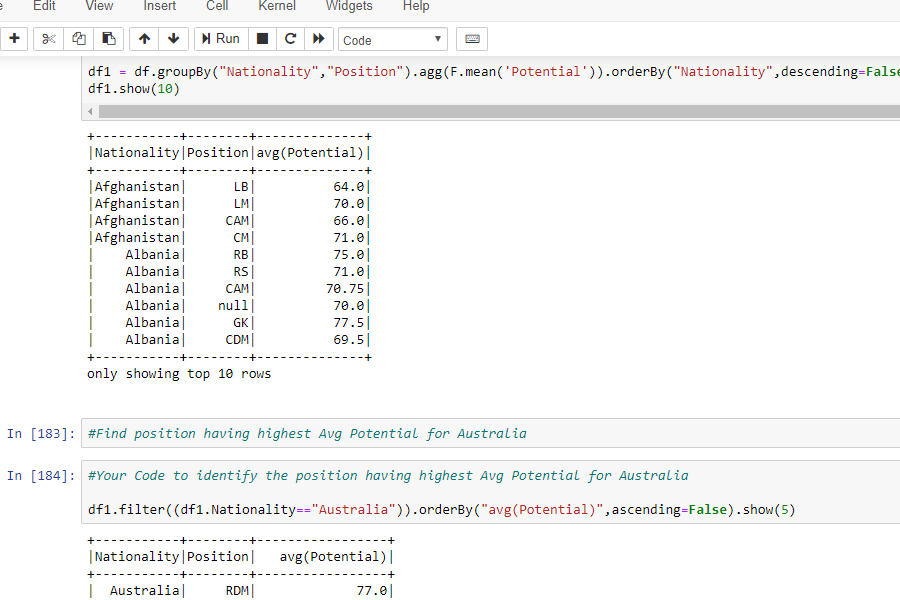 Edit View Insert Cell Kernel Widgets Help
Run Code
df1 = df.groupBy("Nationality","Position").agg(F.mean('Potential')).orderBy("Nationality",descending=False
df1.show(10)
+-----------+--------+--------------+
|Nationality|Position|avg(Potential)|
+-----------+--------+--------------+
|Afghanistan|      LB|          64.0|
|Afghanistan|      LM|          70.0|
|Afghanistan|     CAM|          66.0|
|Afghanistan|      CM|          71.0|
|    Albania|      RB|          75.0|
|    Albania|      RS|          71.0|
|    Albania|     CAM|         70.75|
|    Albania|    null|          70.0|
|    Albania|      GK|          77.5|
|    Albania|     CDM|          69.5|
+-----------+--------+--------------+
only showing top 10 rows
In [183]: #Find position having highest Avg Potential for Australia
In [184]: #Your Code to identify the position having highest Avg Potential for Australia
df1.filter((df1.Nationality=="Australia")).orderBy("avg(Potential)",ascending=False).show(5)
+-----------+--------+-----------------+
|Nationality|Position|   avg(Potential)|
+-----------+--------+-----------------+
|  Australia|     RDM|             77.0|